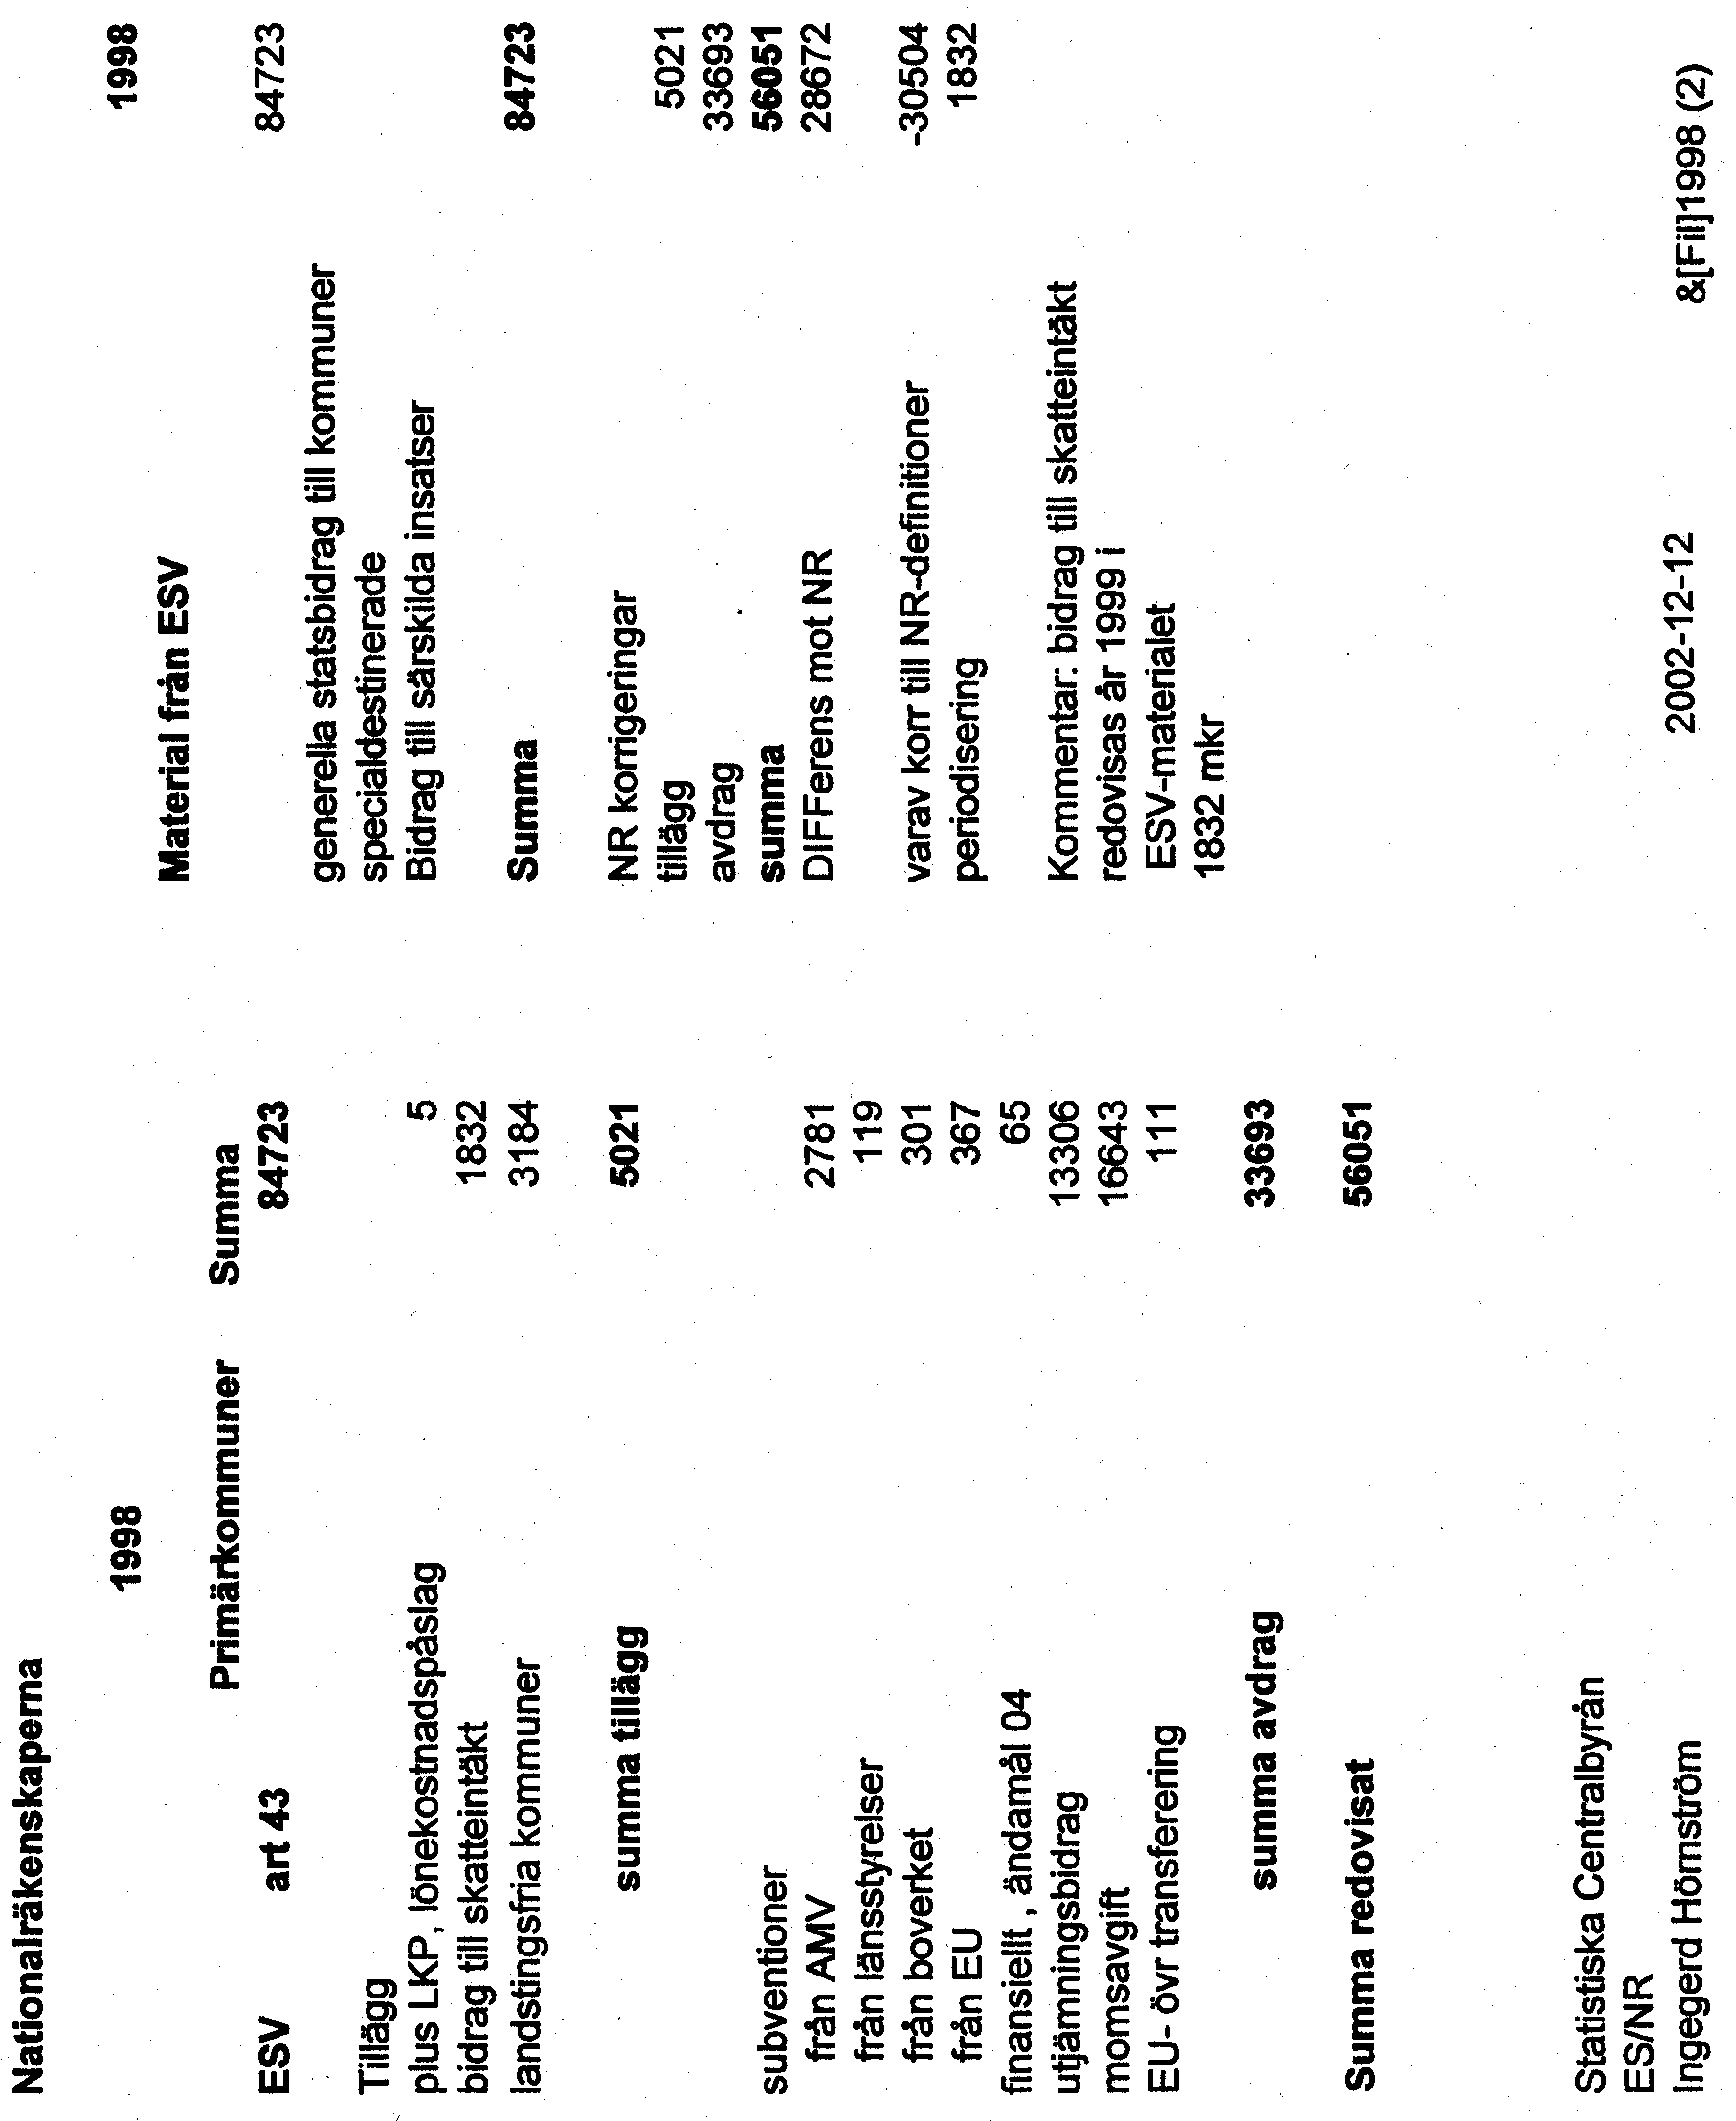 Nationalräkenskaperna
1998 1998
Material från ESV
Primärkommuner Summa
ESV art 43 84723 84723
generella statsbidrag till kommuner
Tillägg specialdestinerade
plus LKP, lönekostnadspåslag 5 Bidrag till särskilda insatser
bidrag till skatteintäkt 1832
landstingsfria kommuner 3184 Summa 84723
summa tillägg 5021 NR korrigeringar
tillägg 5021
avdrag 33693
subventioner summa 56051
från AMV 2781 DIFFerens mot NR 28672
från länsstyrelser 119
från boverket 301 varav korr till NR-definitioner -30504
från EU 367 periodisering 1832
finansiellt , ändamål 04 65
utjämningsbidrag 13306 Kommentar: bidrag till skatteintäkt
momsavgift 16643 redovisas år 1999 i
EU- övr transferering 111 ESV-materialet
1832 mkr
summa avdrag 33693
Summa redovisat 56051
Statistiska Centralbyrån
ES/NR
Ingegerd Hörnström 2002-12-12 &[Fil]1998 (2)